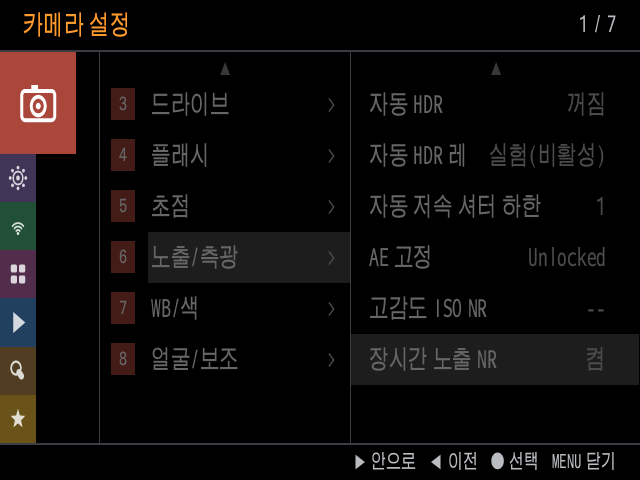 카메라 설정
1 / 7
3 드라이브
4 플래시
5 초점
6 노출/측광
7 WB/색
8 얼굴/보조
자동 HDR 꺼짐
자동 HDR 레 실험(비활성)
자동 저속 셔터 하한 1
AE 고정 Unlocked
고감도 ISO NR --
장시간 노출 NR 켬
안으로 이전 선택 MENU 닫기